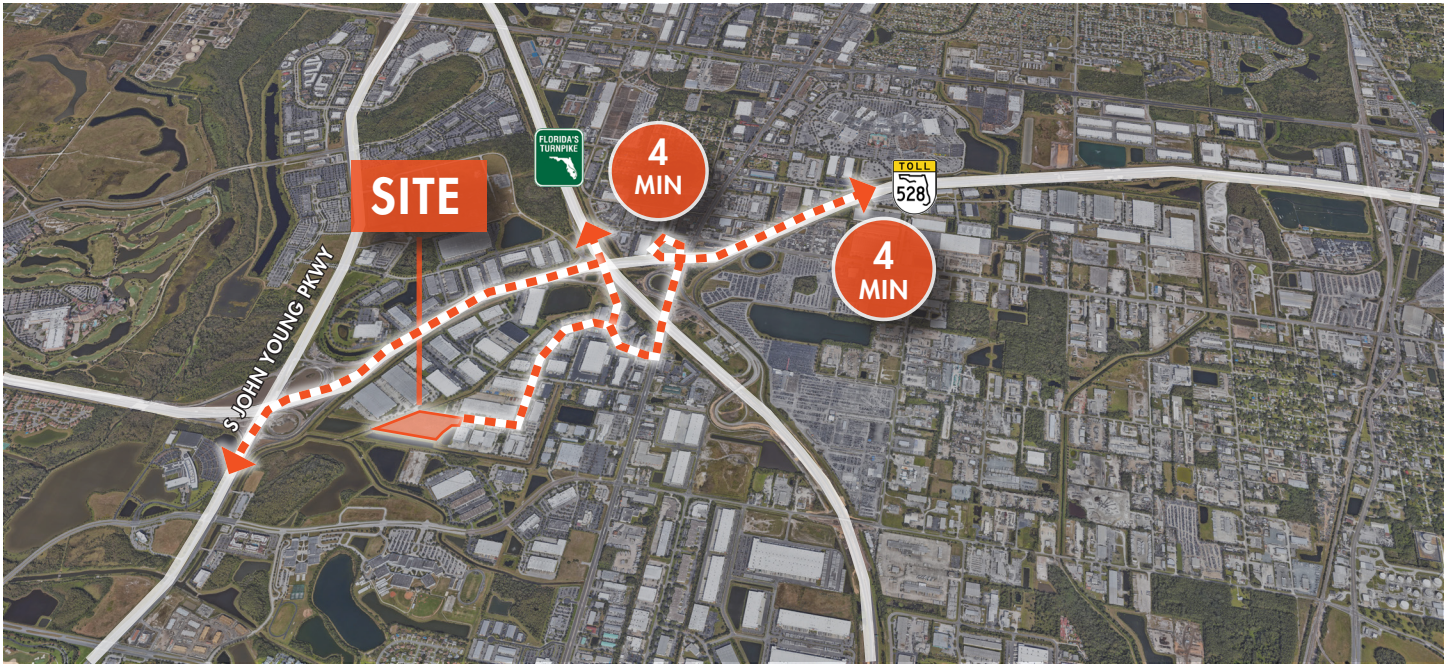 FLORIDA'S
TURNPIKE
4
MIN
TOLL
528
SITE
4
MIN
S JOHN YOUNG PKWY